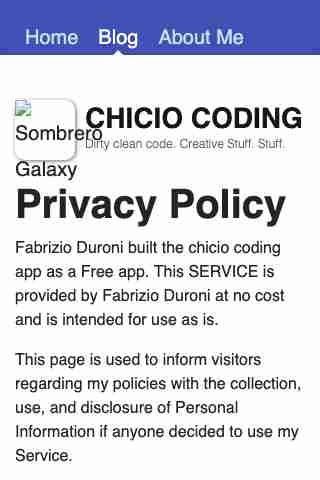 Home Blog About Me
Sombrero
Galaxy
CHICIO CODING
Dirty clean code. Creative Stuff. Stuff.
Privacy Policy
Fabrizio Duroni built the chicio coding
app as a Free app. This SERVICE is
provided by Fabrizio Duroni at no cost
and is intended for use as is.
This page is used to inform visitors
regarding my policies with the collection,
use, and disclosure of Personal
Information if anyone decided to use my
Service.